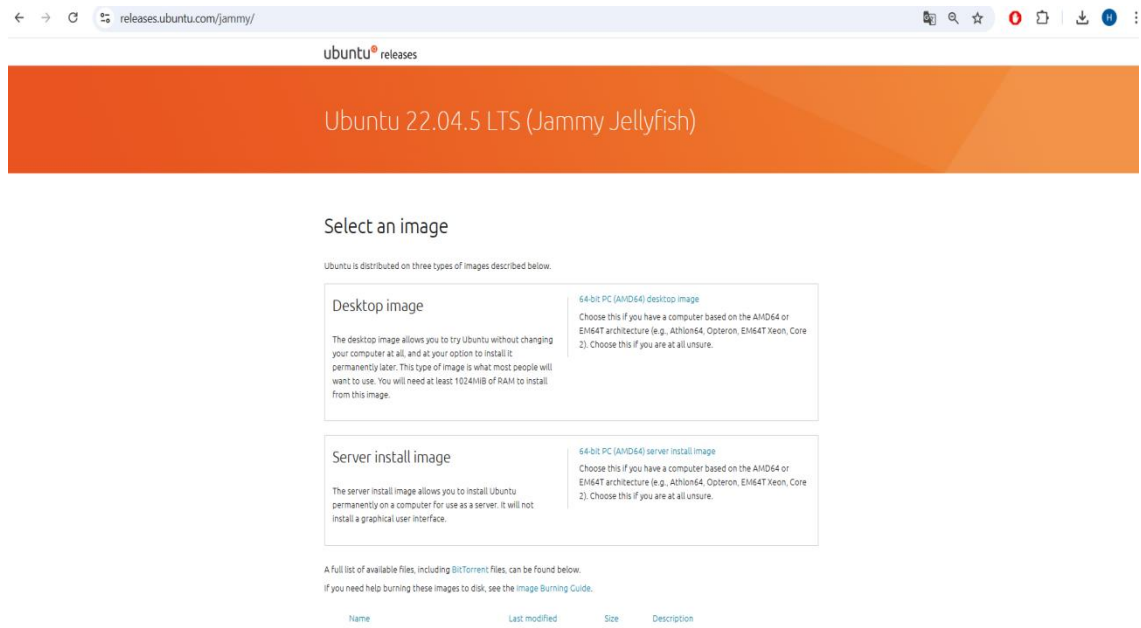 releases.ubuntu.com/jammy/
H
ubuntu® releases
Ubuntu 22.04.5 LTS (Jammy Jellyfish)
Select an image
Ubuntu is distributed on three types of images described below.
Desktop image
The desktop image allows you to try Ubuntu without changing
your computer at all, and at your option to install it
permanently later. This type of image is what most people will
want to use. You will need at least 1024MiB of RAM to install
from this image.
64-bit PC (AMD64) desktop image
Choose this if you have a computer based on the AMD64 or
EM64T architecture (e.g., Athlon64, Opteron, EM64T Xeon, Core
2). Choose this if you are at all unsure.
Server install image
The server install image allows you to install Ubuntu
permanently on a computer for use as a server. It will not
install a graphical user interface.
64-bit PC (AMD64) server install image
Choose this if you have a computer based on the AMD64 or
EM64T architecture (e.g., Athlon64, Opteron, EM64T Xeon, Core
2). Choose this if you are at all unsure.
A full list of available files, including BitTorrent files, can be found below.
If you need help burning these images to disk, see the Image Burning Guide.
Name Last modified Size Description